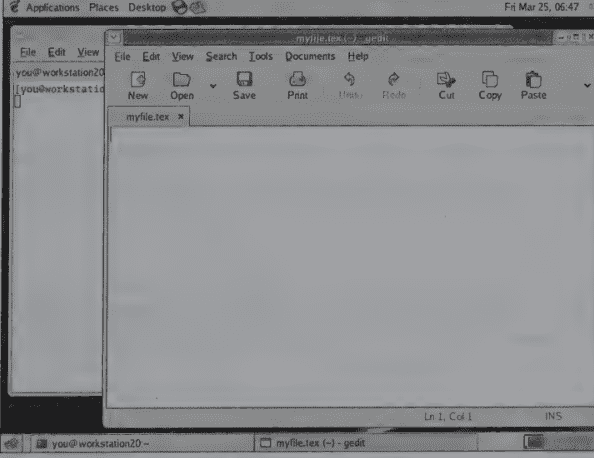 Applications Places Desktop Fri Mar 25, 06:47
myfile.tex (~) - gedit
File Edit View
File Edit View Search Tools Documents Help
you@workstation20
[you@workstatio
New Open Save Print Undo Redo Cut Copy Paste
myfile.tex
Ln 1, Col 1 INS
you@workstation20 ~ myfile.tex (~) - gedit